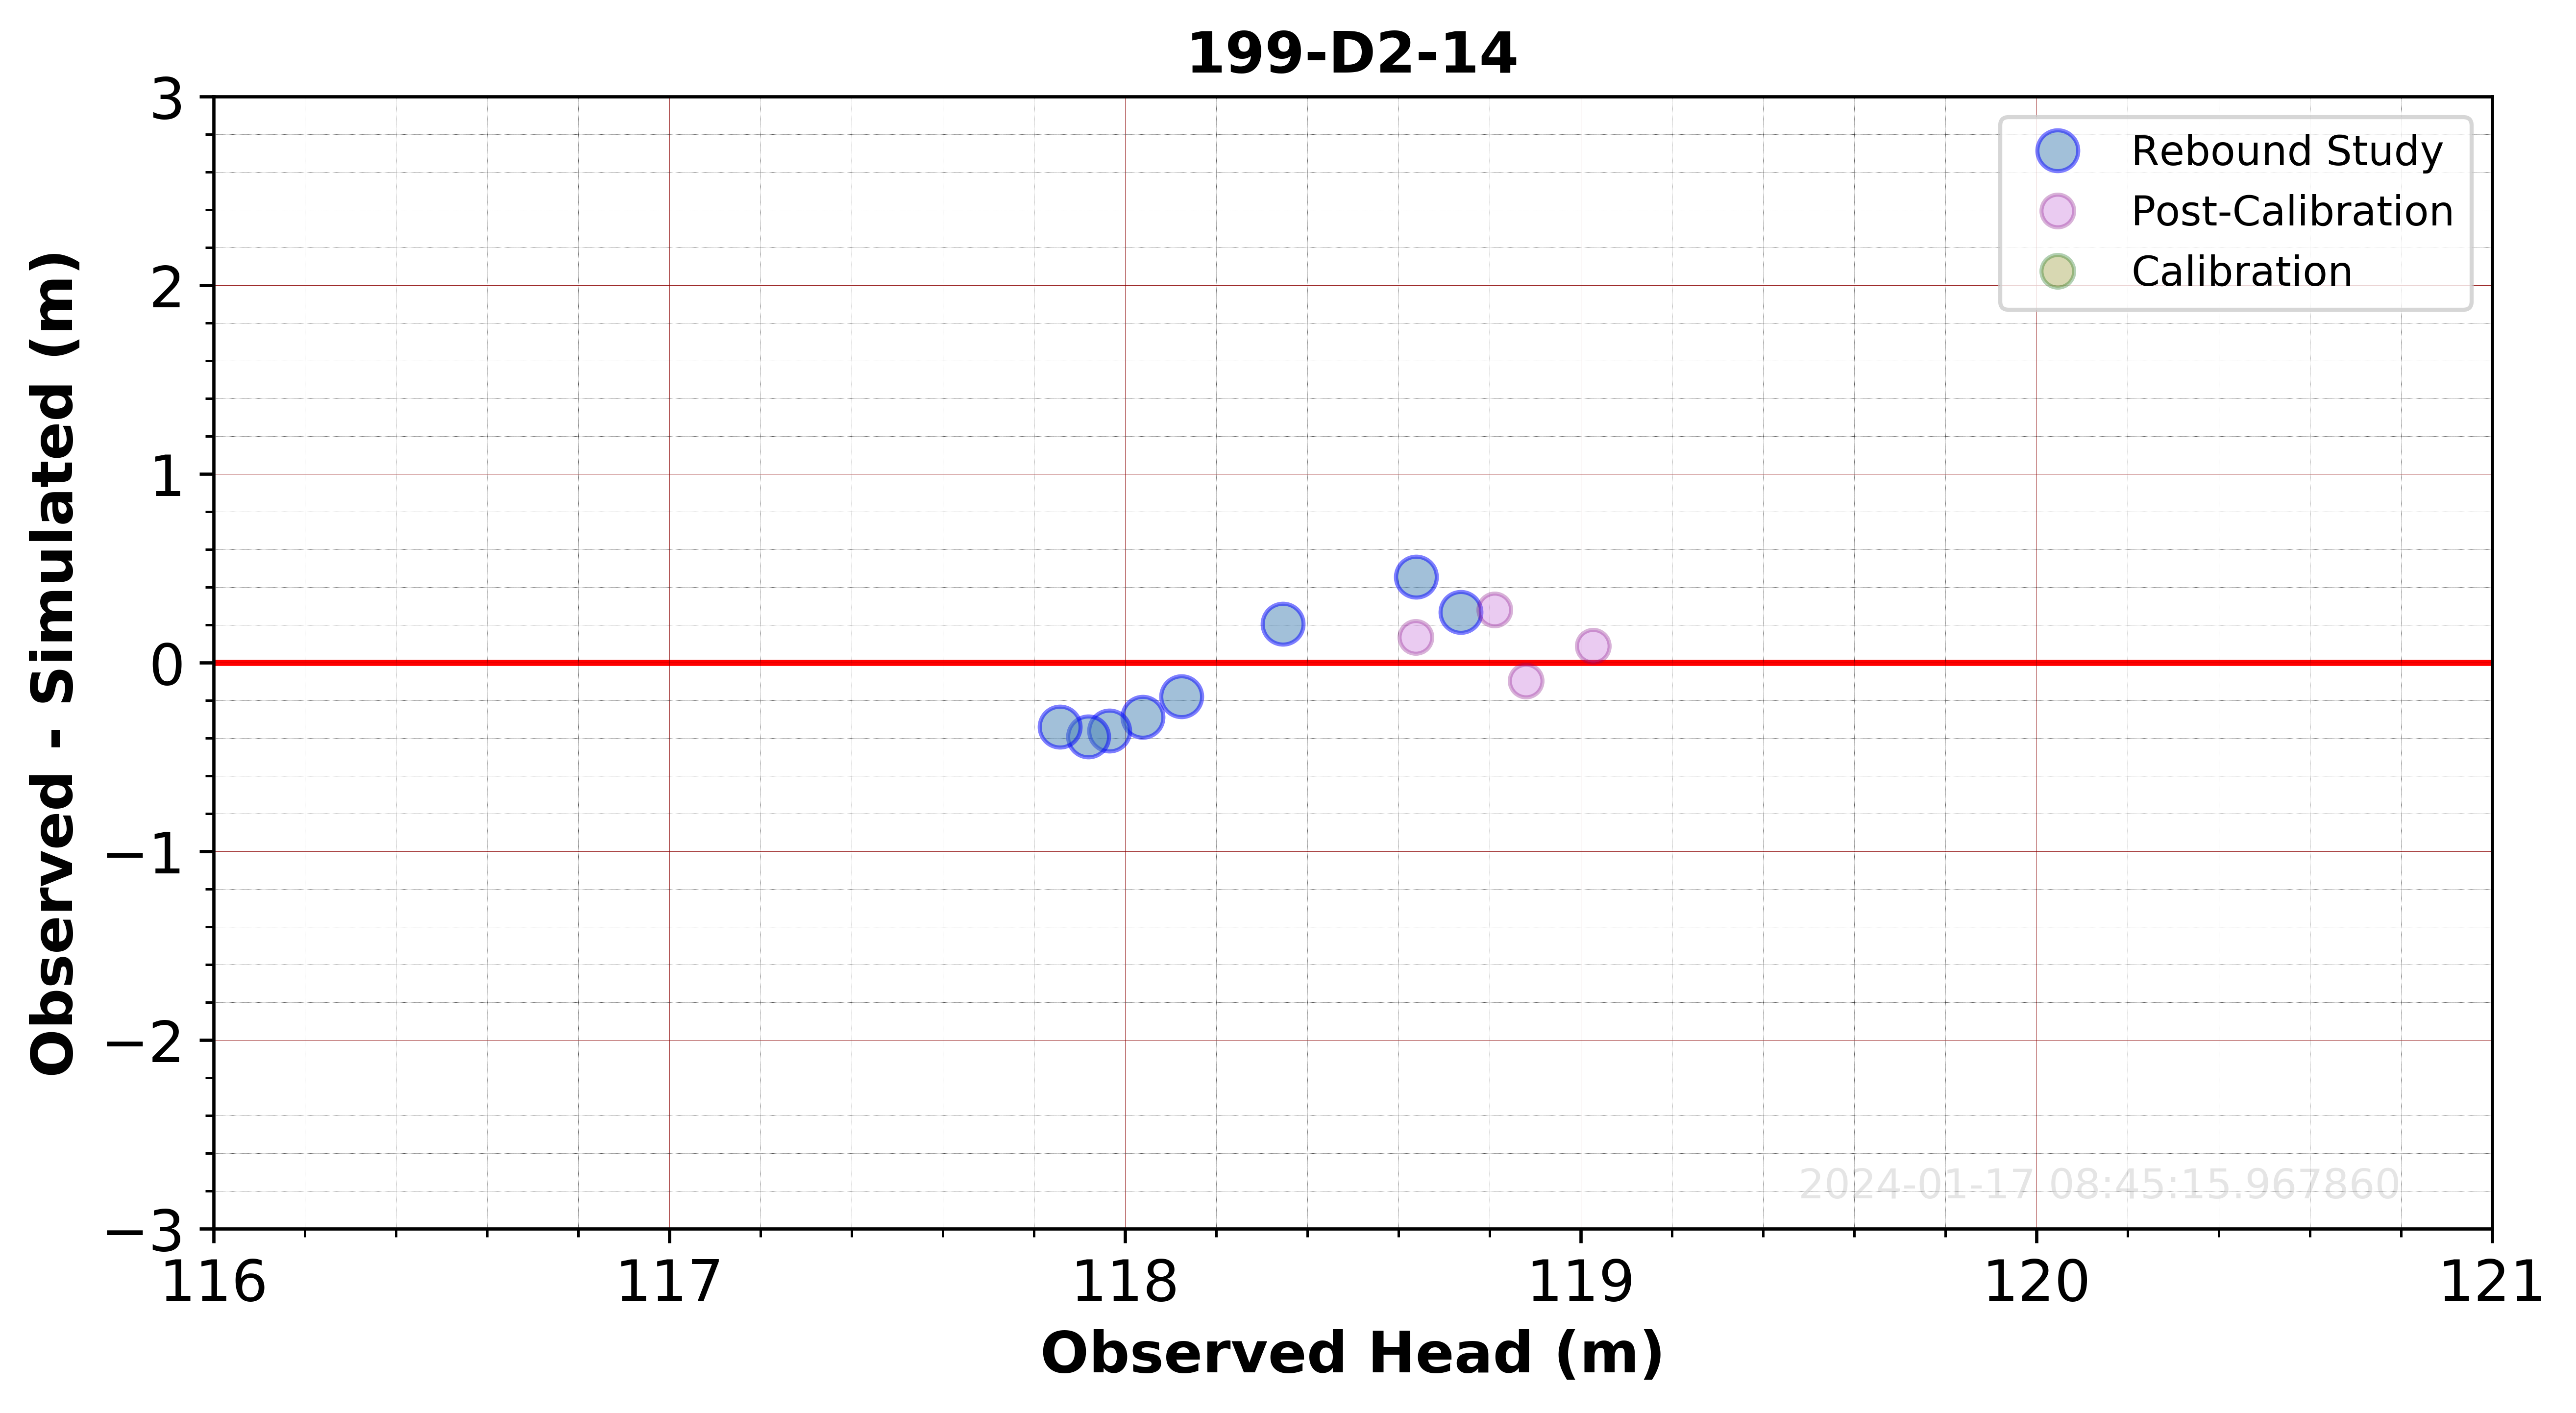 199-D2-14
3
2
1
0
−1
−2
−3
Observed - Simulated (m)
Rebound Study
Post-Calibration
Calibration
2024-01-17 08:45:15.967860
116 117 118 119 120 121
Observed Head (m)